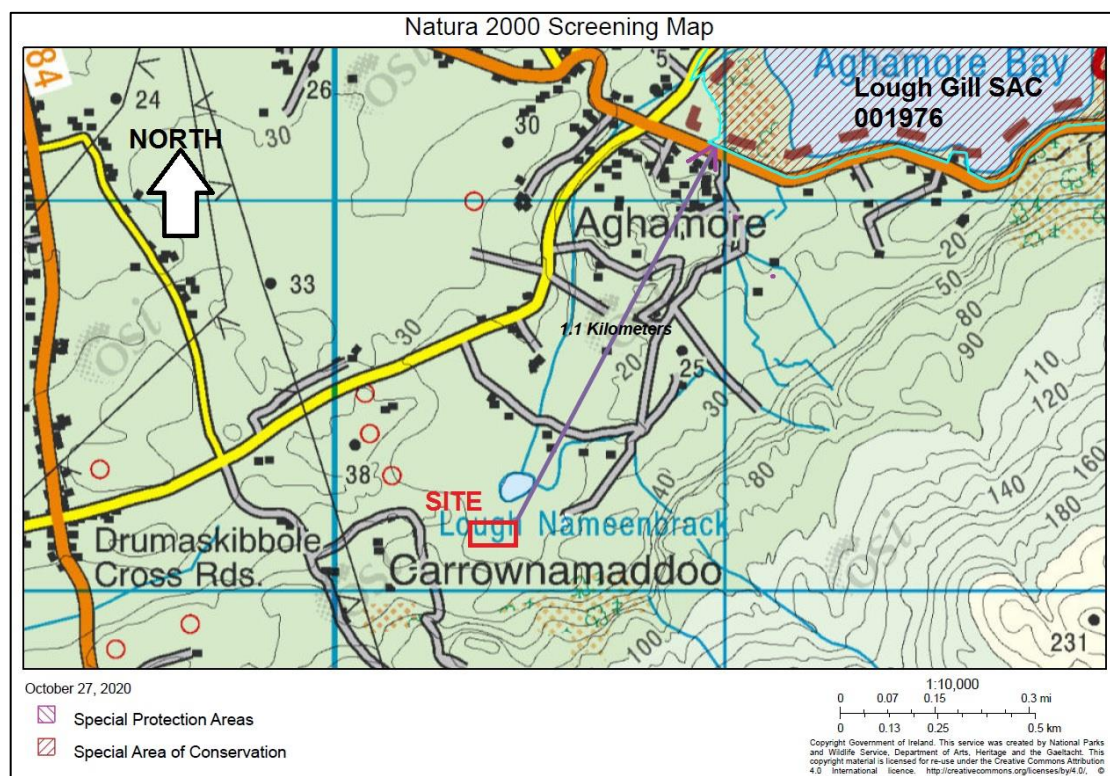 Natura 2000 Screening Map
84
24
26
30
5
Aghamore Bay
Lough Gill SAC
001976
NORTH
30
osi
Aghamore
20
50
80
90
33
30
1.1 Kilometers
20
25
30
110
120
38
80
40
140
160
180
SITE
Lough Nameenbrack
Drumaskibbole
Cross Rds.
Carrownamaddoo
osi
100
231
October 27, 2020
Special Protection Areas
Special Area of Conservation
1:10,000
0 0.07 0.15 0.3 mi
0 0.13 0.25 0.5 km
Copyright Government of Ireland. This service was created by National Parks
and Wildlife Service, Department of Arts, Heritage and the Gaeltacht. This
copyright material is licensed for re-use under the Creative Commons Attribution
4.0 International licence. http://creativecommons.org/licenses/by/4.0/, ©